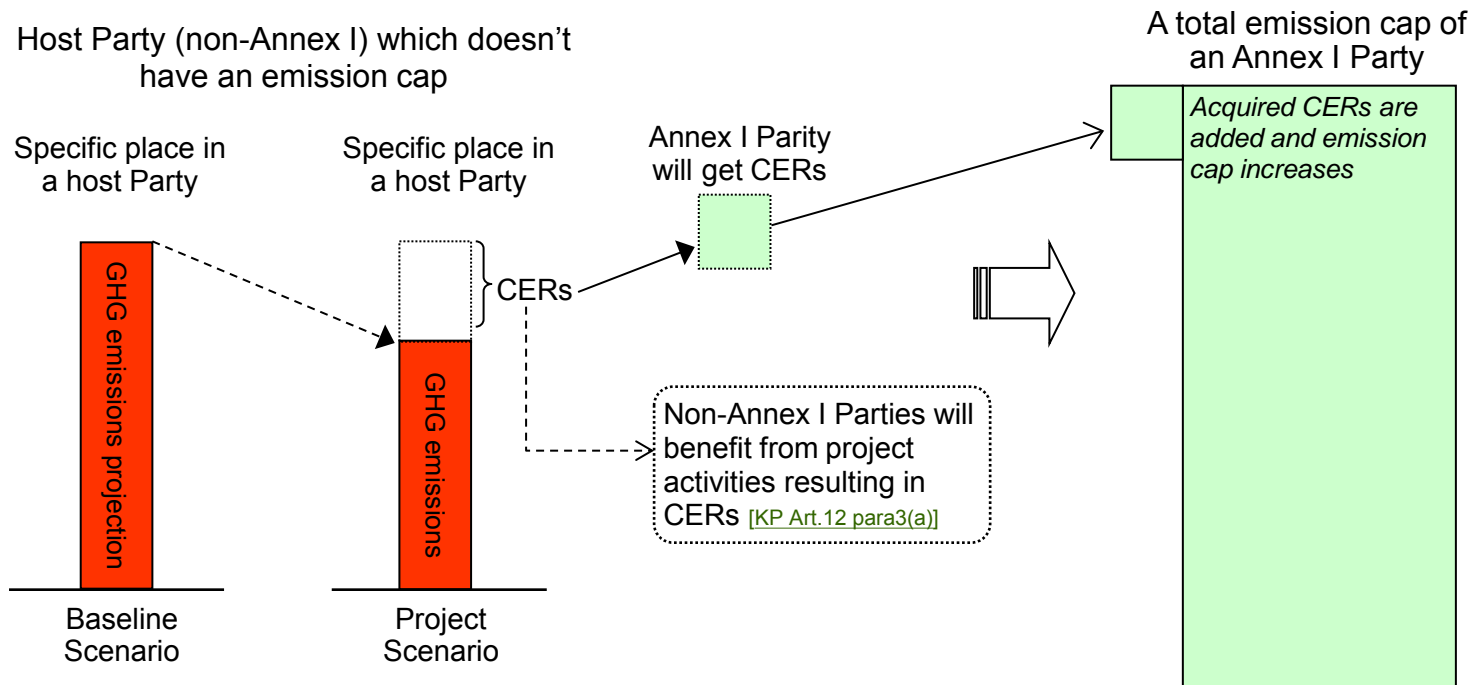 Host Party (non-Annex I) which doesn’t
have an emission cap
A total emission cap of
an Annex I Party
Specific place in
a host Party
Specific place in
a host Party
Annex I Parity
will get CERs
Acquired CERs are
added and emission
cap increases
GHG emissions projection
GHG emissions
CERs
Non-Annex I Parties will
benefit from project
activities resulting in
CERs [KP Art.12 para3(a)]
Baseline
Scenario
Project
Scenario